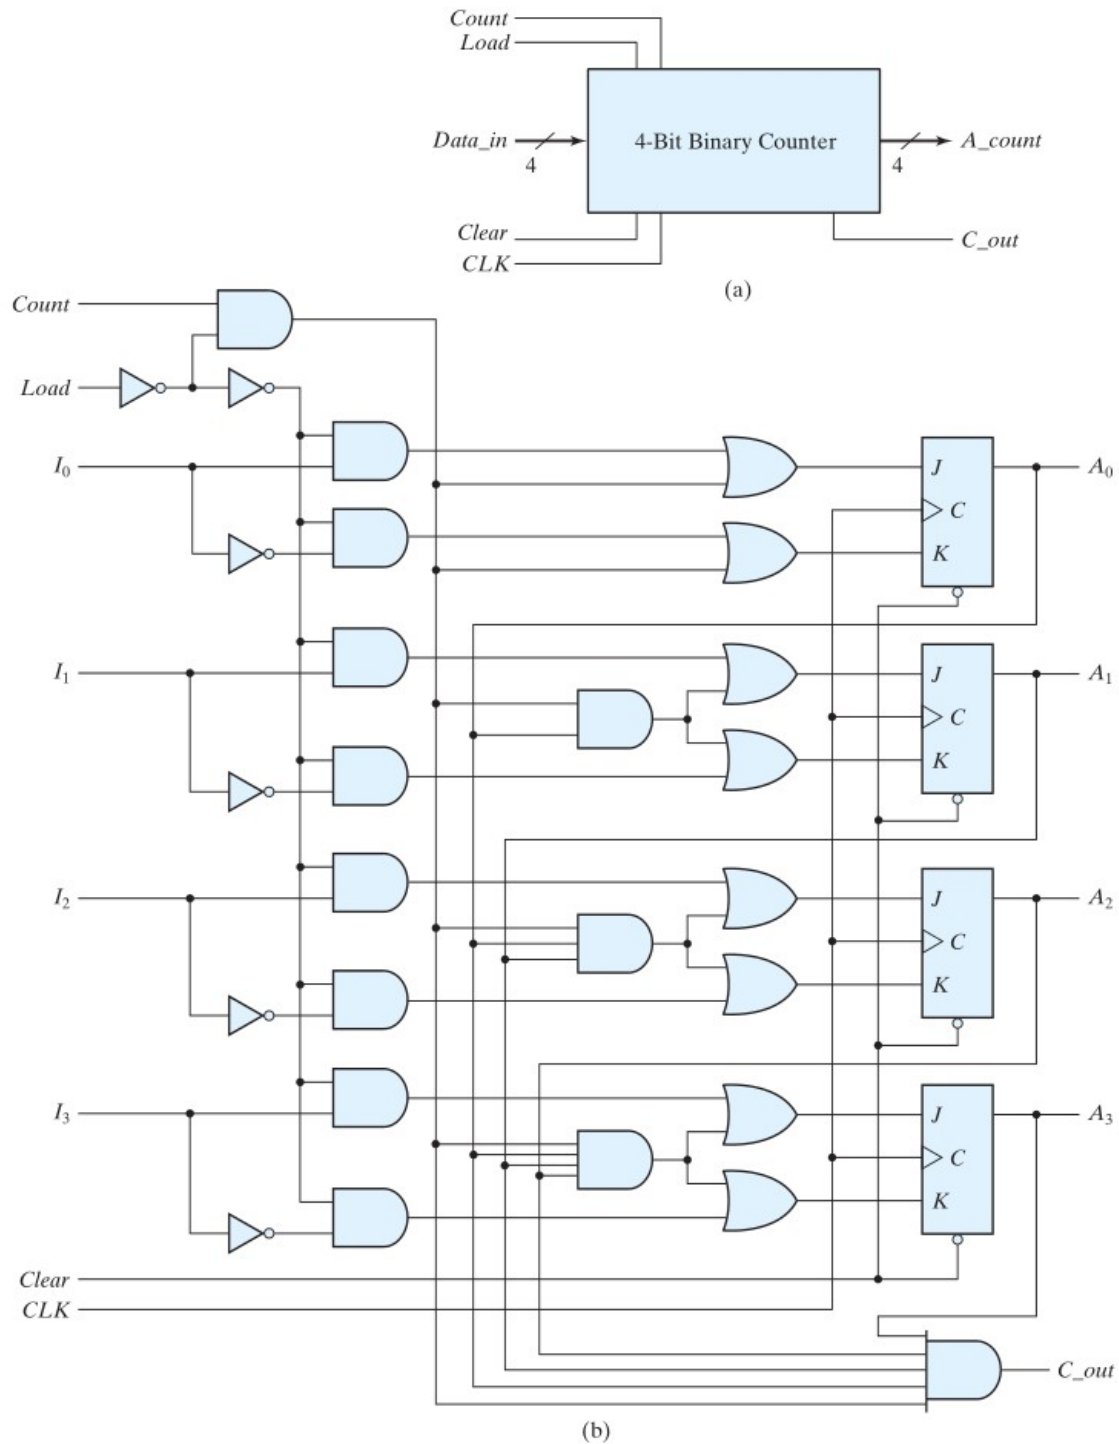 Count
Load
Data_in
4
4-Bit Binary Counter
4
A_count
Clear
CLK
C_out
(a)
Count
Load
I0
J
C
K
A0
I1
J
C
K
A1
I2
J
C
K
A2
I3
J
C
K
A3
Clear
CLK
C_out
(b)